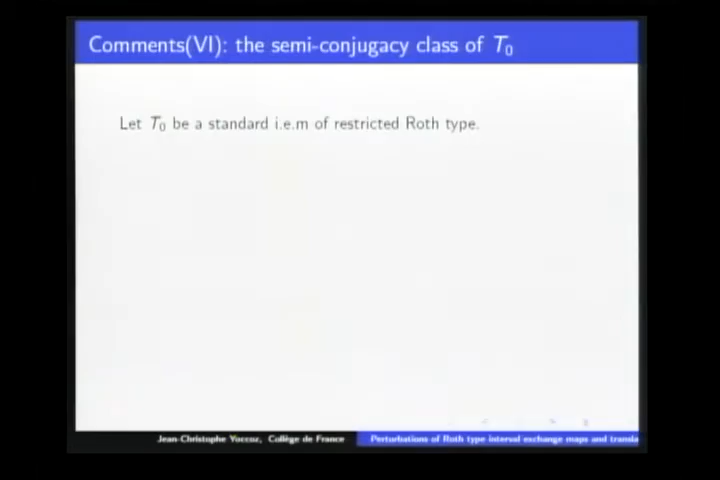 Comments(VI): the semi-conjugacy class of T₀
Let T₀ be a standard i.e.m of restricted Roth type.
Jean-Christophe Yoccoz, Collège de France
Perturbations of Roth type interval exchange maps and transla